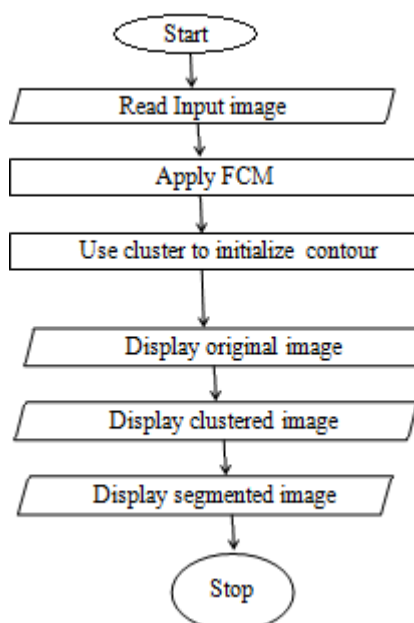 Start
Read Input image
Apply FCM
Use cluster to initialize contour
Display original image
Display clustered image
Display segmented image
Stop